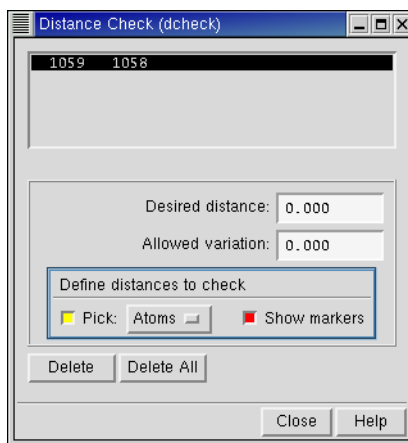 Distance Check (dcheck)
1059 1058
Desired distance: 0.000
Allowed variation: 0.000
Define distances to check
Pick: Atoms Show markers
Delete Delete All
Close Help